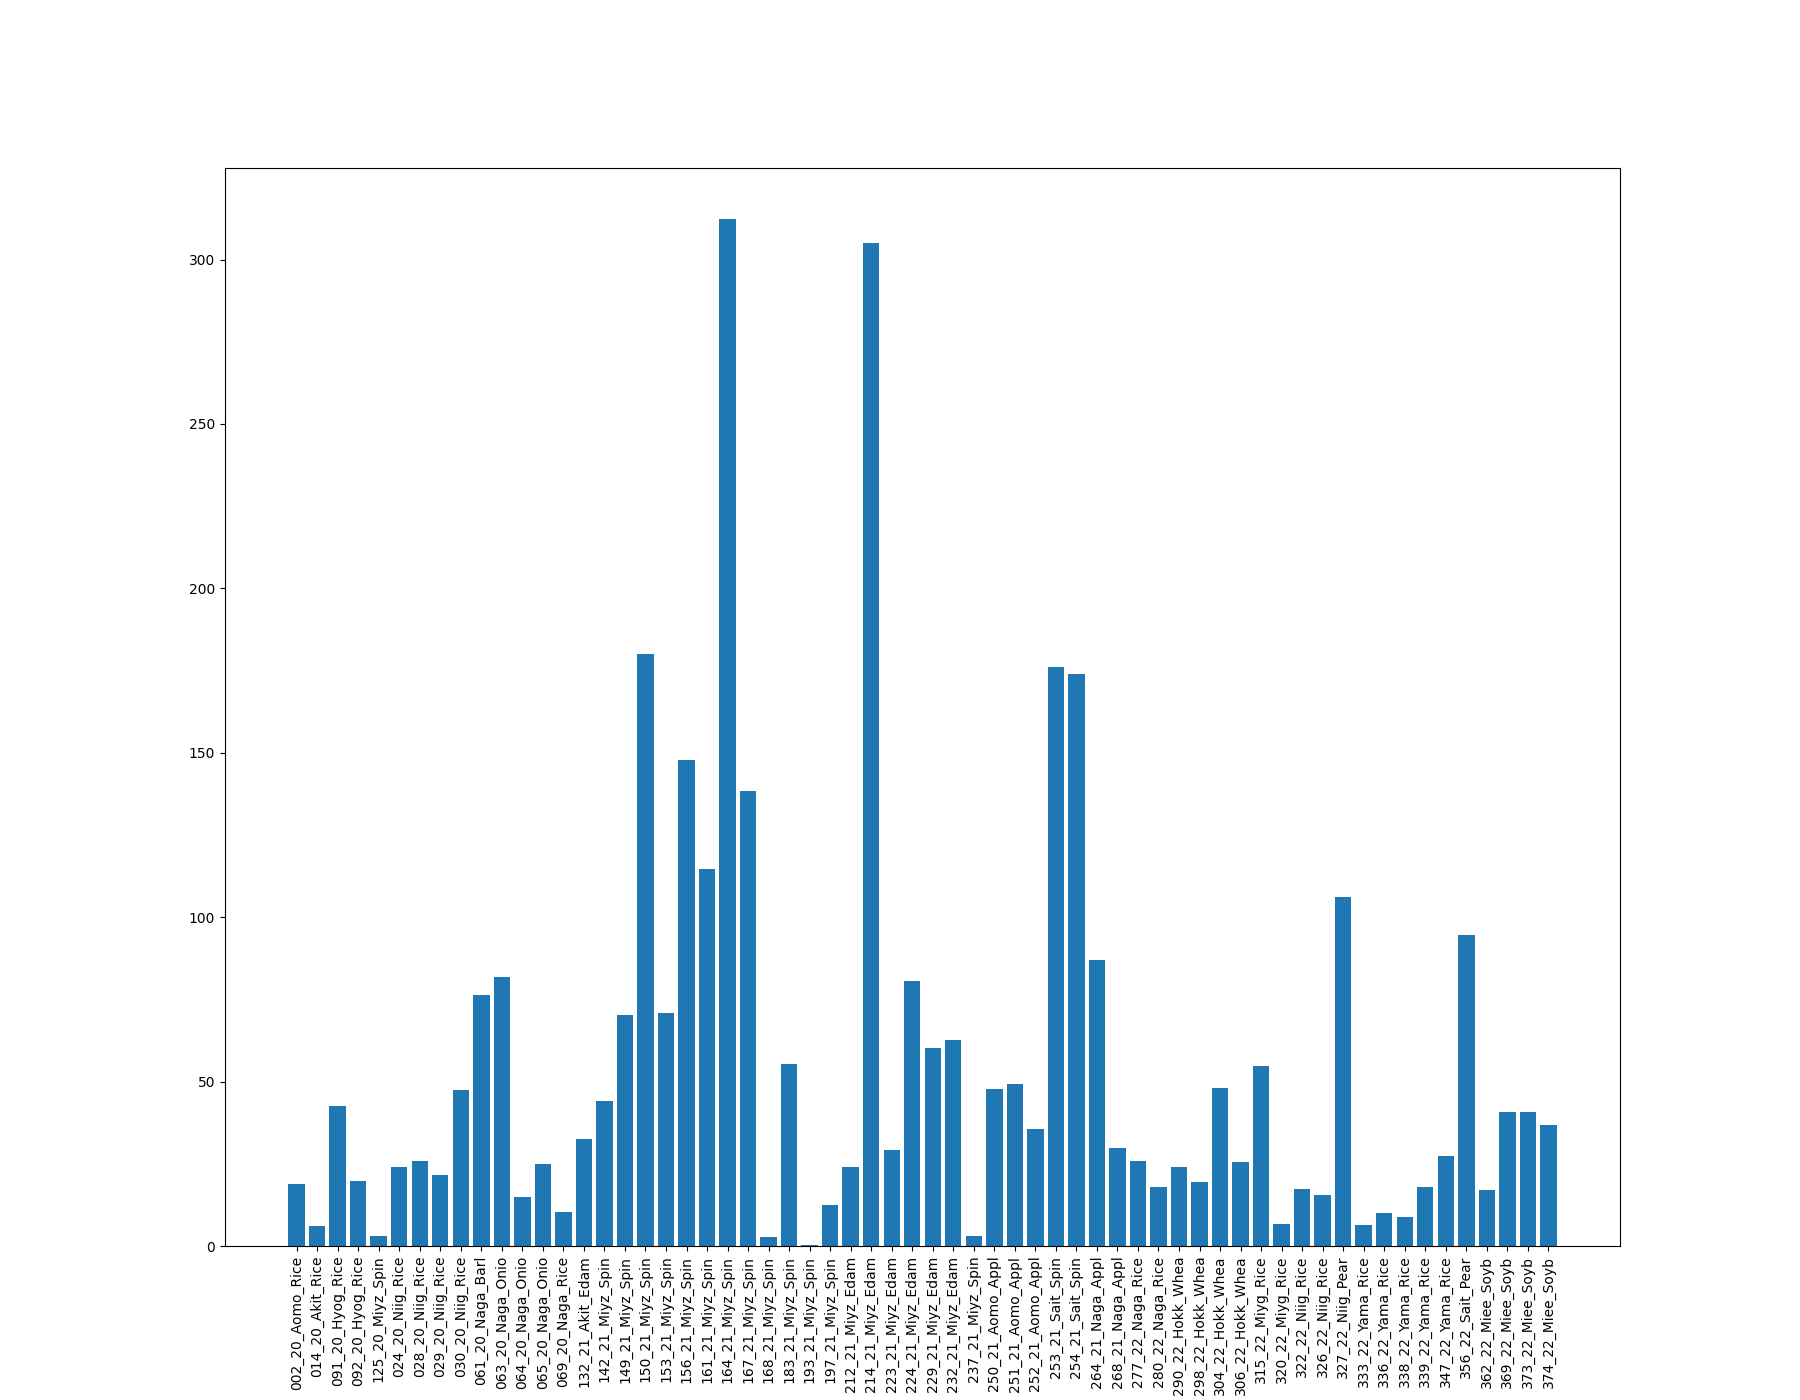 300
250
200
150
100
50
0
002_20_Aomo_Rice
014_20_Akit_Rice
091_20_Hyog_Rice
092_20_Hyog_Rice
125_20_Miyz_Spin
024_20_Niig_Rice
028_20_Niig_Rice
029_20_Niig_Rice
030_20_Niig_Rice
061_20_Naga_Barl
063_20_Naga_Onio
064_20_Naga_Onio
065_20_Naga_Onio
069_20_Naga_Rice
132_21_Akit_Edam
142_21_Miyz_Spin
149_21_Miyz_Spin
150_21_Miyz_Spin
153_21_Miyz_Spin
156_21_Miyz_Spin
161_21_Miyz_Spin
164_21_Miyz_Spin
167_21_Miyz_Spin
168_21_Miyz_Spin
183_21_Miyz_Spin
193_21_Miyz_Spin
197_21_Miyz_Spin
212_21_Miyz_Edam
214_21_Miyz_Edam
223_21_Miyz_Edam
224_21_Miyz_Edam
229_21_Miyz_Edam
232_21_Miyz_Edam
237_21_Miyz_Spin
250_21_Aomo_Appl
251_21_Aomo_Appl
252_21_Aomo_Appl
253_21_Sait_Spin
254_21_Sait_Spin
264_21_Naga_Appl
268_21_Naga_Appl
277_22_Naga_Rice
280_22_Naga_Rice
290_22_Hokk_Whea
298_22_Hokk_Whea
304_22_Hokk_Whea
306_22_Hokk_Whea
315_22_Miyg_Rice
320_22_Miyg_Rice
322_22_Niig_Rice
326_22_Niig_Rice
327_22_Niig_Pear
333_22_Yama_Rice
336_22_Yama_Rice
338_22_Yama_Rice
339_22_Yama_Rice
347_22_Yama_Rice
356_22_Sait_Pear
362_22_Miee_Soyb
369_22_Miee_Soyb
373_22_Miee_Soyb
374_22_Miee_Soyb